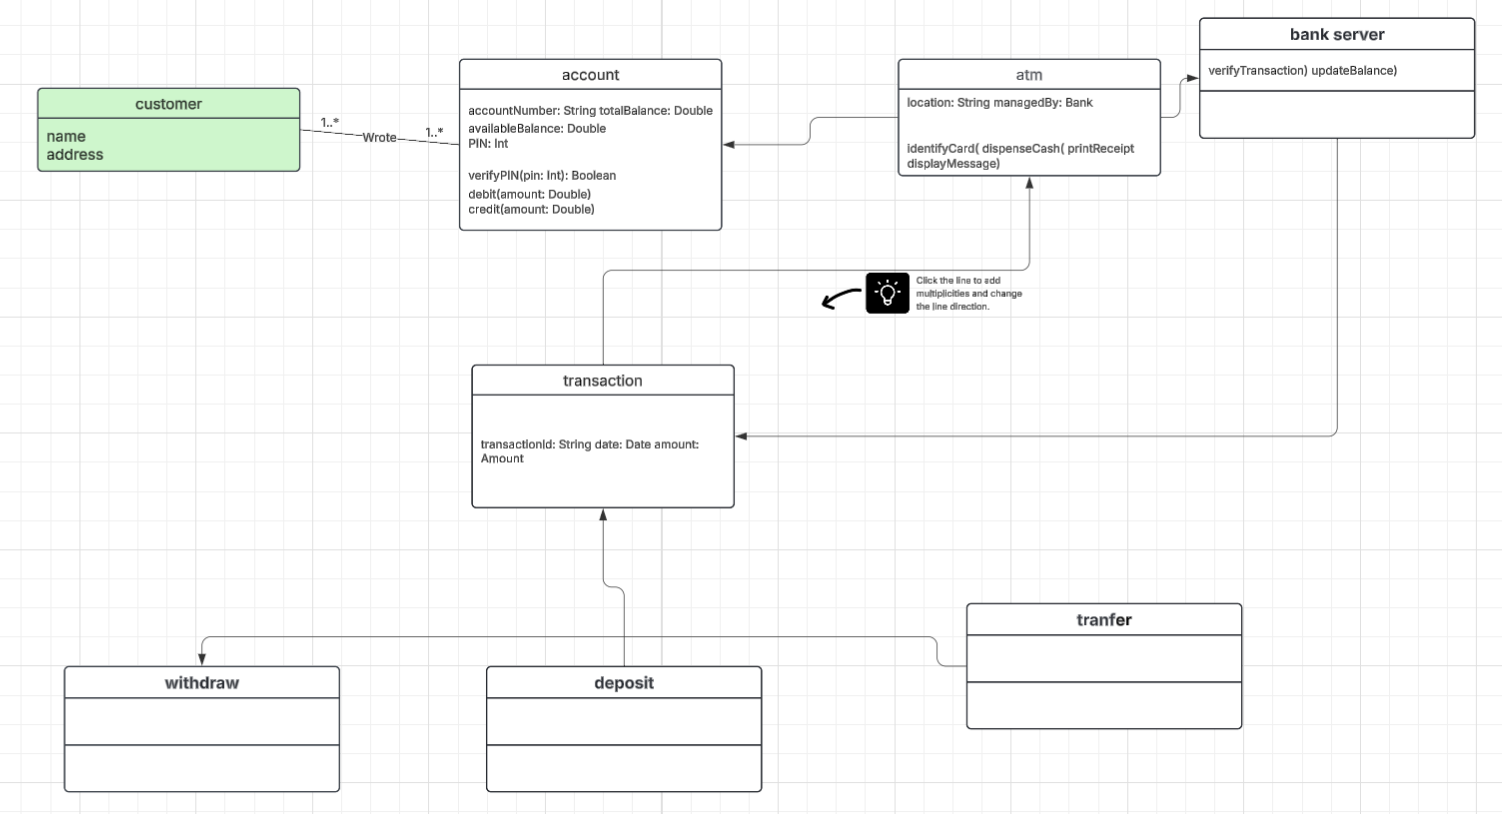 customer
name
address
1..*
Wrote
1..*
account
accountNumber: String totalBalance: Double
availableBalance: Double
PIN: Int
verifyPIN(pin: Int): Boolean
debit(amount: Double)
credit(amount: Double)
atm
location: String managedBy: Bank
identifyCard( dispenseCash( printReceipt
displayMessage)
bank server
verifyTransaction) updateBalance)
Click the line to add
multiplicities and change
the line direction.
transaction
transactionId: String date: Date amount:
Amount
withdraw
deposit
tranfer